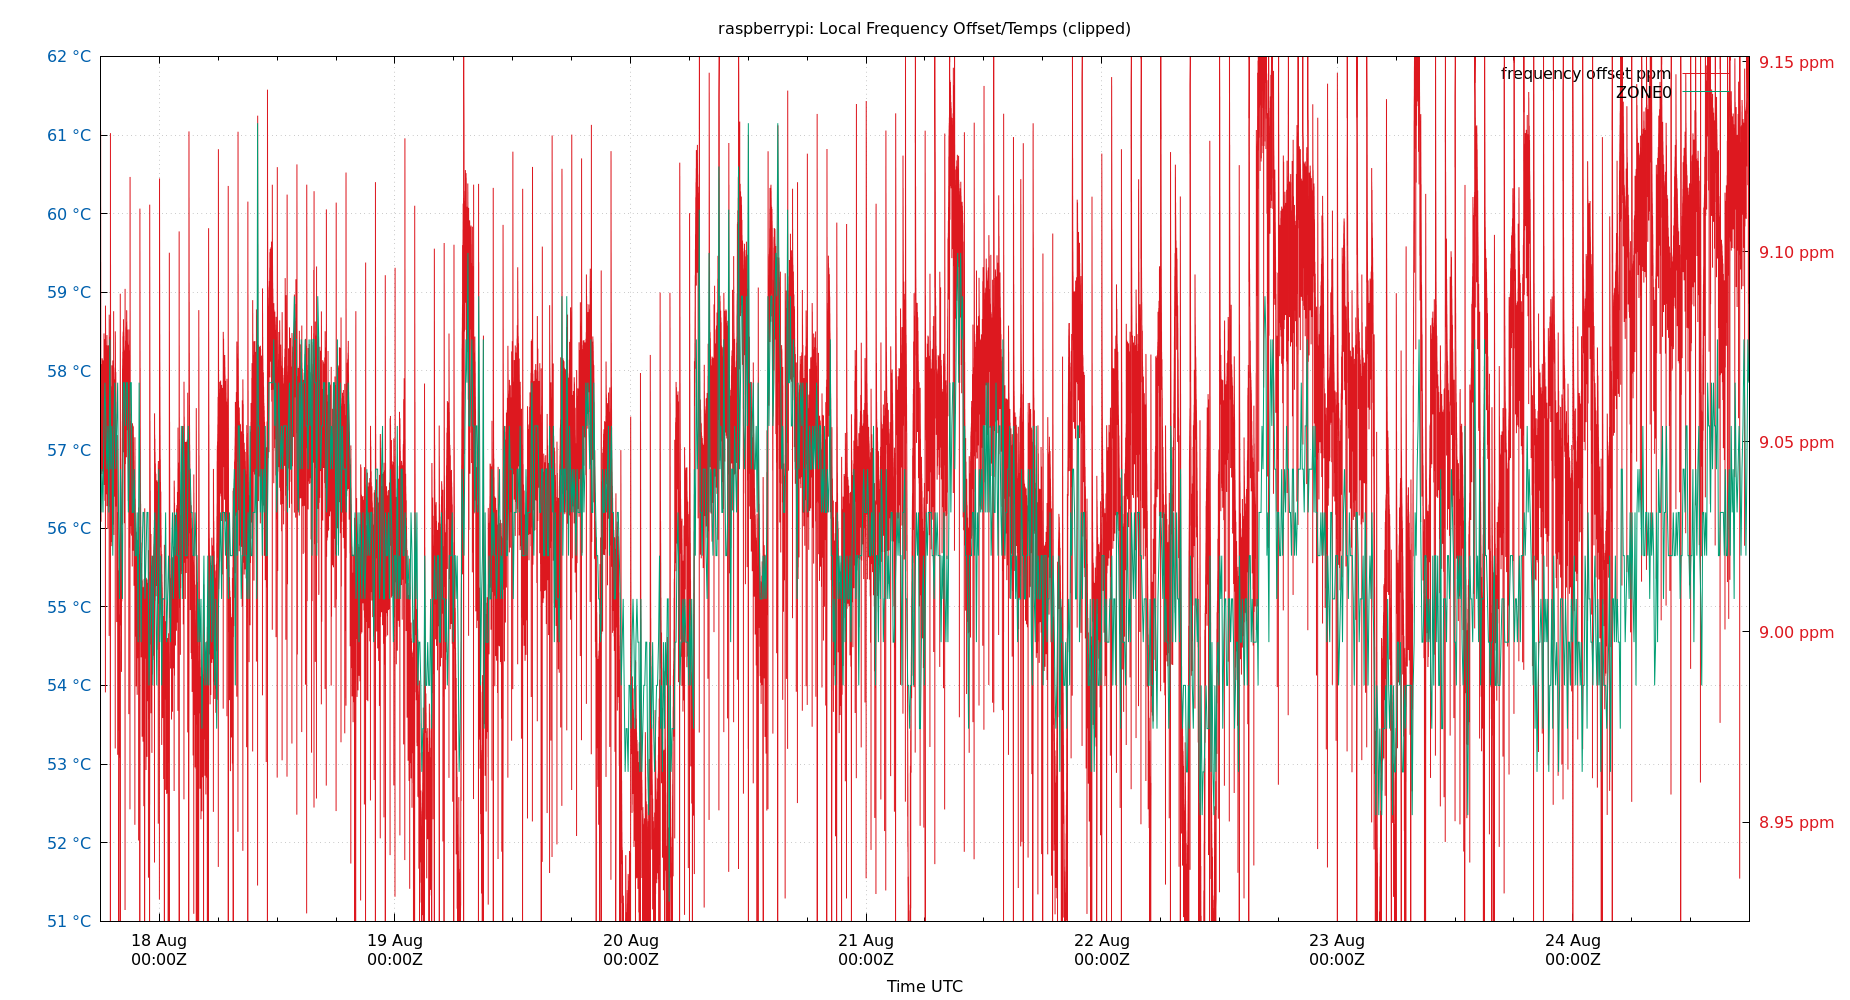 raspberrypi: Local Frequency Offset/Temps (clipped)
62 °C
61 °C
60 °C
59 °C
58 °C
57 °C
56 °C
55 °C
54 °C
53 °C
52 °C
51 °C
9.15 ppm
9.10 ppm
9.05 ppm
9.00 ppm
8.95 ppm
frequency offset ppm
ZONE0
18 Aug
00:00Z
19 Aug
00:00Z
20 Aug
00:00Z
21 Aug
00:00Z
22 Aug
00:00Z
23 Aug
00:00Z
24 Aug
00:00Z
Time UTC